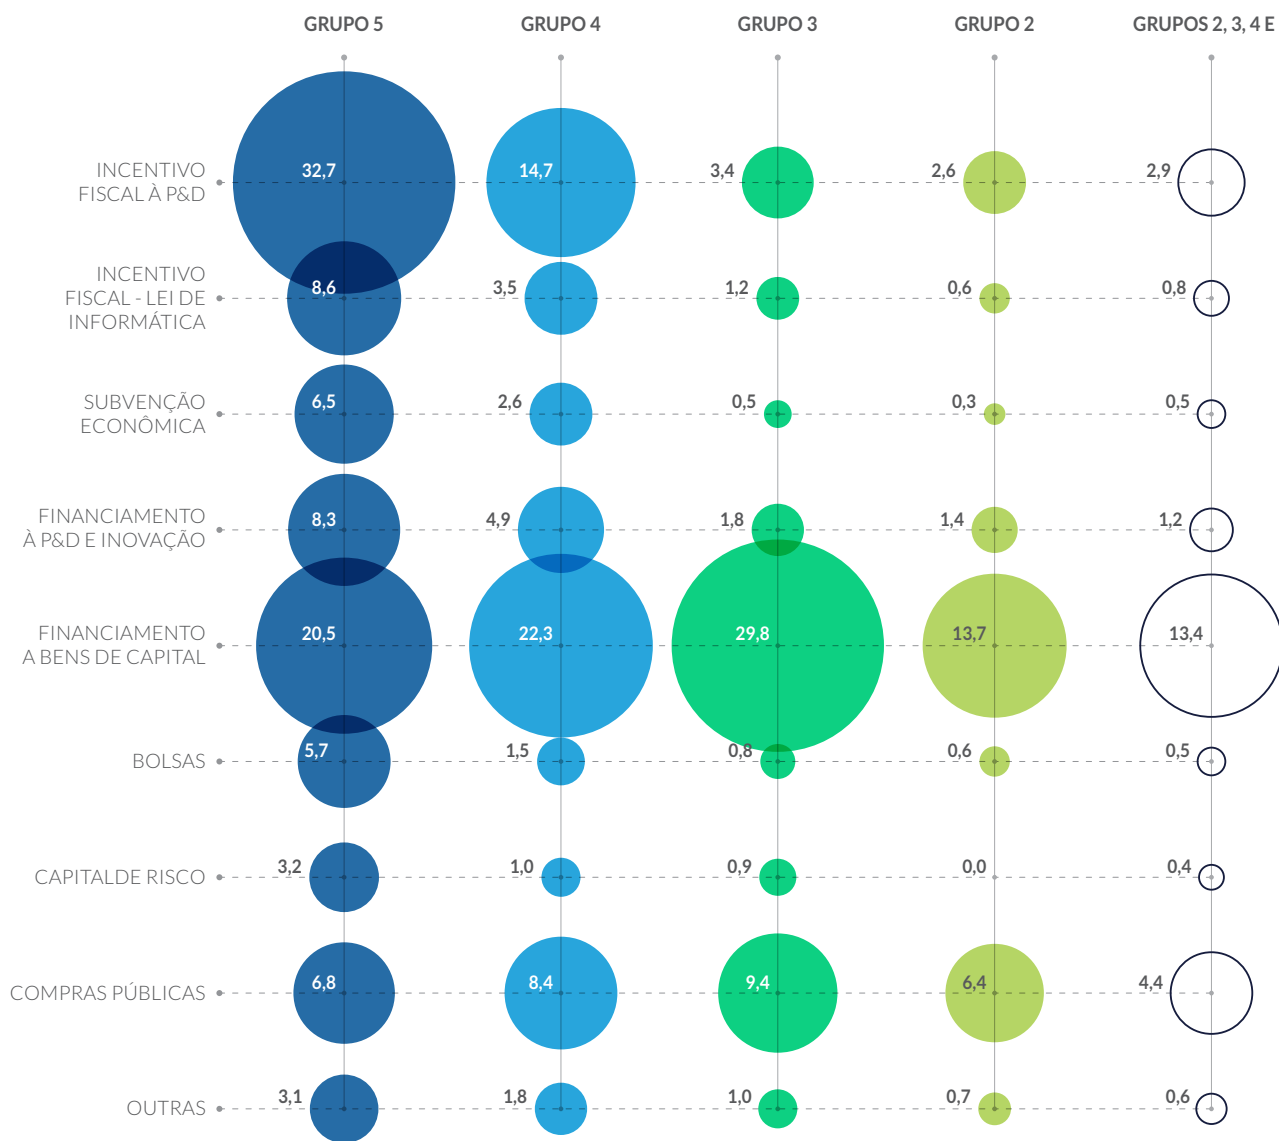 GRUPO 5 GRUPO 4 GRUPO 3 GRUPO 2 GRUPOS 2, 3, 4 E
INCENTIVO
FISCAL À P&D
32,7 14,7 3,4 2,6 2,9
INCENTIVO
FISCAL - LEI DE
INFORMÁTICA
8,6 3,5 1,2 0,6 0,8
SUBVENÇÃO
ECONÔMICA
6,5 2,6 0,5 0,3 0,5
FINANCIAMENTO
À P&D E INOVAÇÃO
8,3 4,9 1,8 1,4 1,2
FINANCIAMENTO
A BENS DE CAPITAL
20,5 22,3 29,8 13,7 13,4
BOLSAS
5,7 1,5 0,8 0,6 0,5
CAPITALDE RISCO
3,2 1,0 0,9 0,0 0,4
COMPRAS PÚBLICAS
6,8 8,4 9,4 6,4 4,4
OUTRAS
3,1 1,8 1,0 0,7 0,6